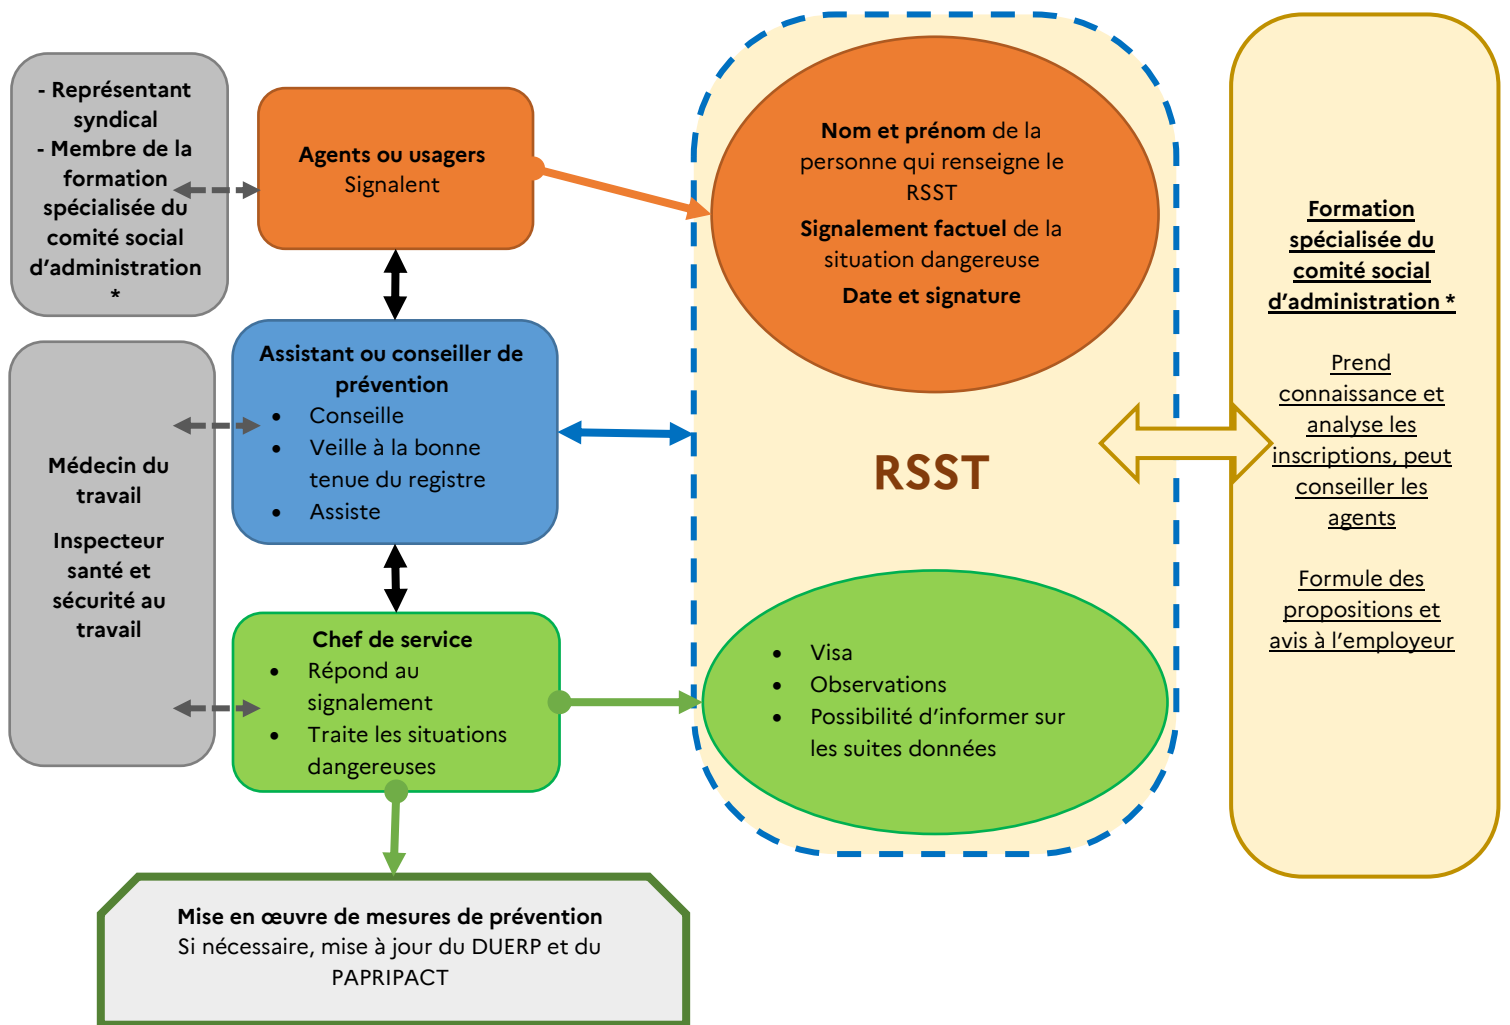 - Représentant
syndical
- Membre de la
formation
spécialisée du
comité social
d’administration
*
Agents ou usagers
Signalent
Assistant ou conseiller de
prévention
• Conseille
• Veille à la bonne
tenue du registre
• Assiste
Médecin du
travail
Inspecteur
santé et
sécurité au
travail
Chef de service
• Répond au
signalement
• Traite les situations
dangereuses
Mise en œuvre de mesures de prévention
Si nécessaire, mise à jour du DUERP et du
PAPRIPACT
Nom et prénom de la
personne qui renseigne le
RSST
Signalement factuel de la
situation dangereuse
Date et signature
RSST
• Visa
• Observations
• Possibilité d’informer sur
les suites données
Formation
spécialisée du
comité social
d’administration *
Prend
connaissance et
analyse les
inscriptions, peut
conseiller les
agents
Formule des
propositions et
avis à l’employeur